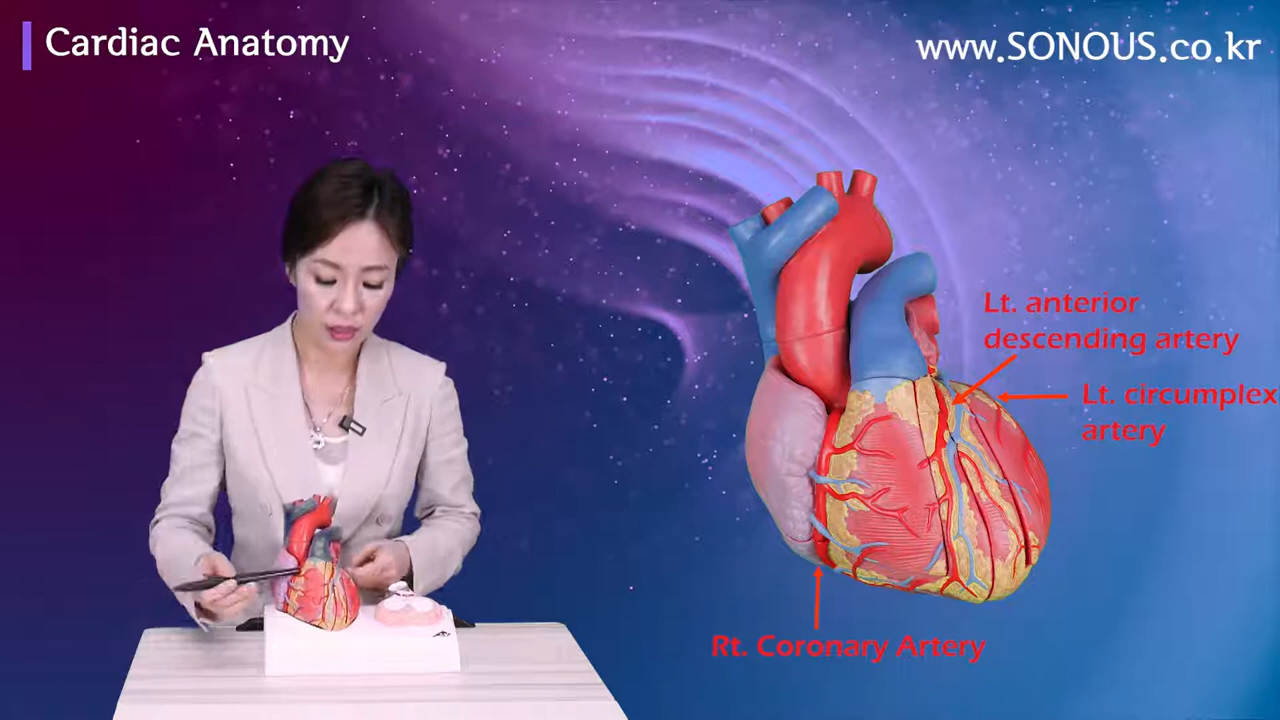 Cardiac Anatomy
www.SONOUS.co.kr
Lt. anterior
descending artery
Lt. circumplex
artery
Rt. Coronary Artery